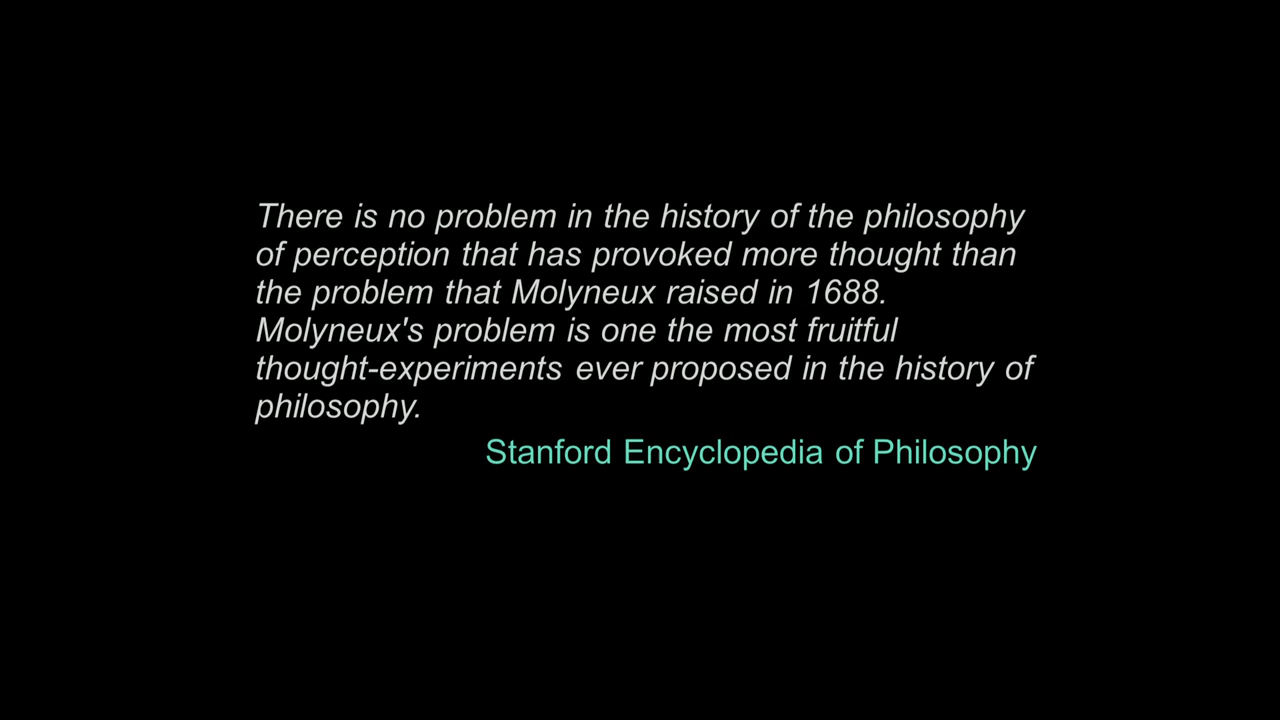 There is no problem in the history of the philosophy
of perception that has provoked more thought than
the problem that Molyneux raised in 1688.
Molyneux's problem is one the most fruitful
thought-experiments ever proposed in the history of
philosophy.
Stanford Encyclopedia of Philosophy